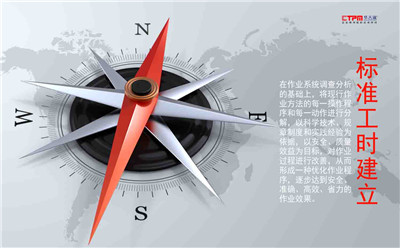 CTPM
标准工时建立
在作业系统调查分析
的基础上，将现行作
业方法的每一操作程
序和每一动作进行分
解，以科学技术、规
章制度和实践经验为
依据，以安全、质量
效益为目标，对作业
过程进行改善，从而
形成一种优化作业程
序，逐步达到安全、
准确、高效、省力的
作业效果。
N
W
E
S